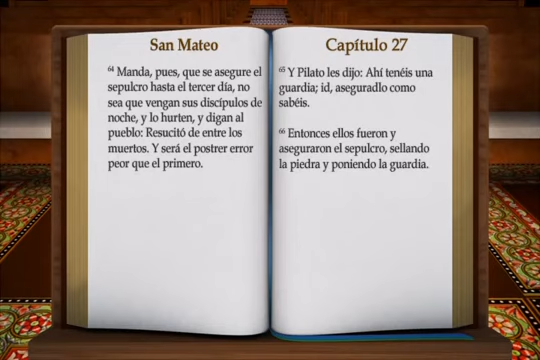 San Mateo
64 Manda, pues, que se asegure el
sepulcro hasta el tercer día, no
sea que vengan sus discípulos de
noche, y lo hurten, y digan al
pueblo: Resucitó de entre los
muertos. Y será el postrer error
peor que el primero.
Capítulo 27
65 Y Pilato les dijo: Ahí tenéis una
guardia; id, aseguradlo como
sabéis.
66 Entonces ellos fueron y
aseguraron el sepulcro, sellando
la piedra y poniendo la guardia.